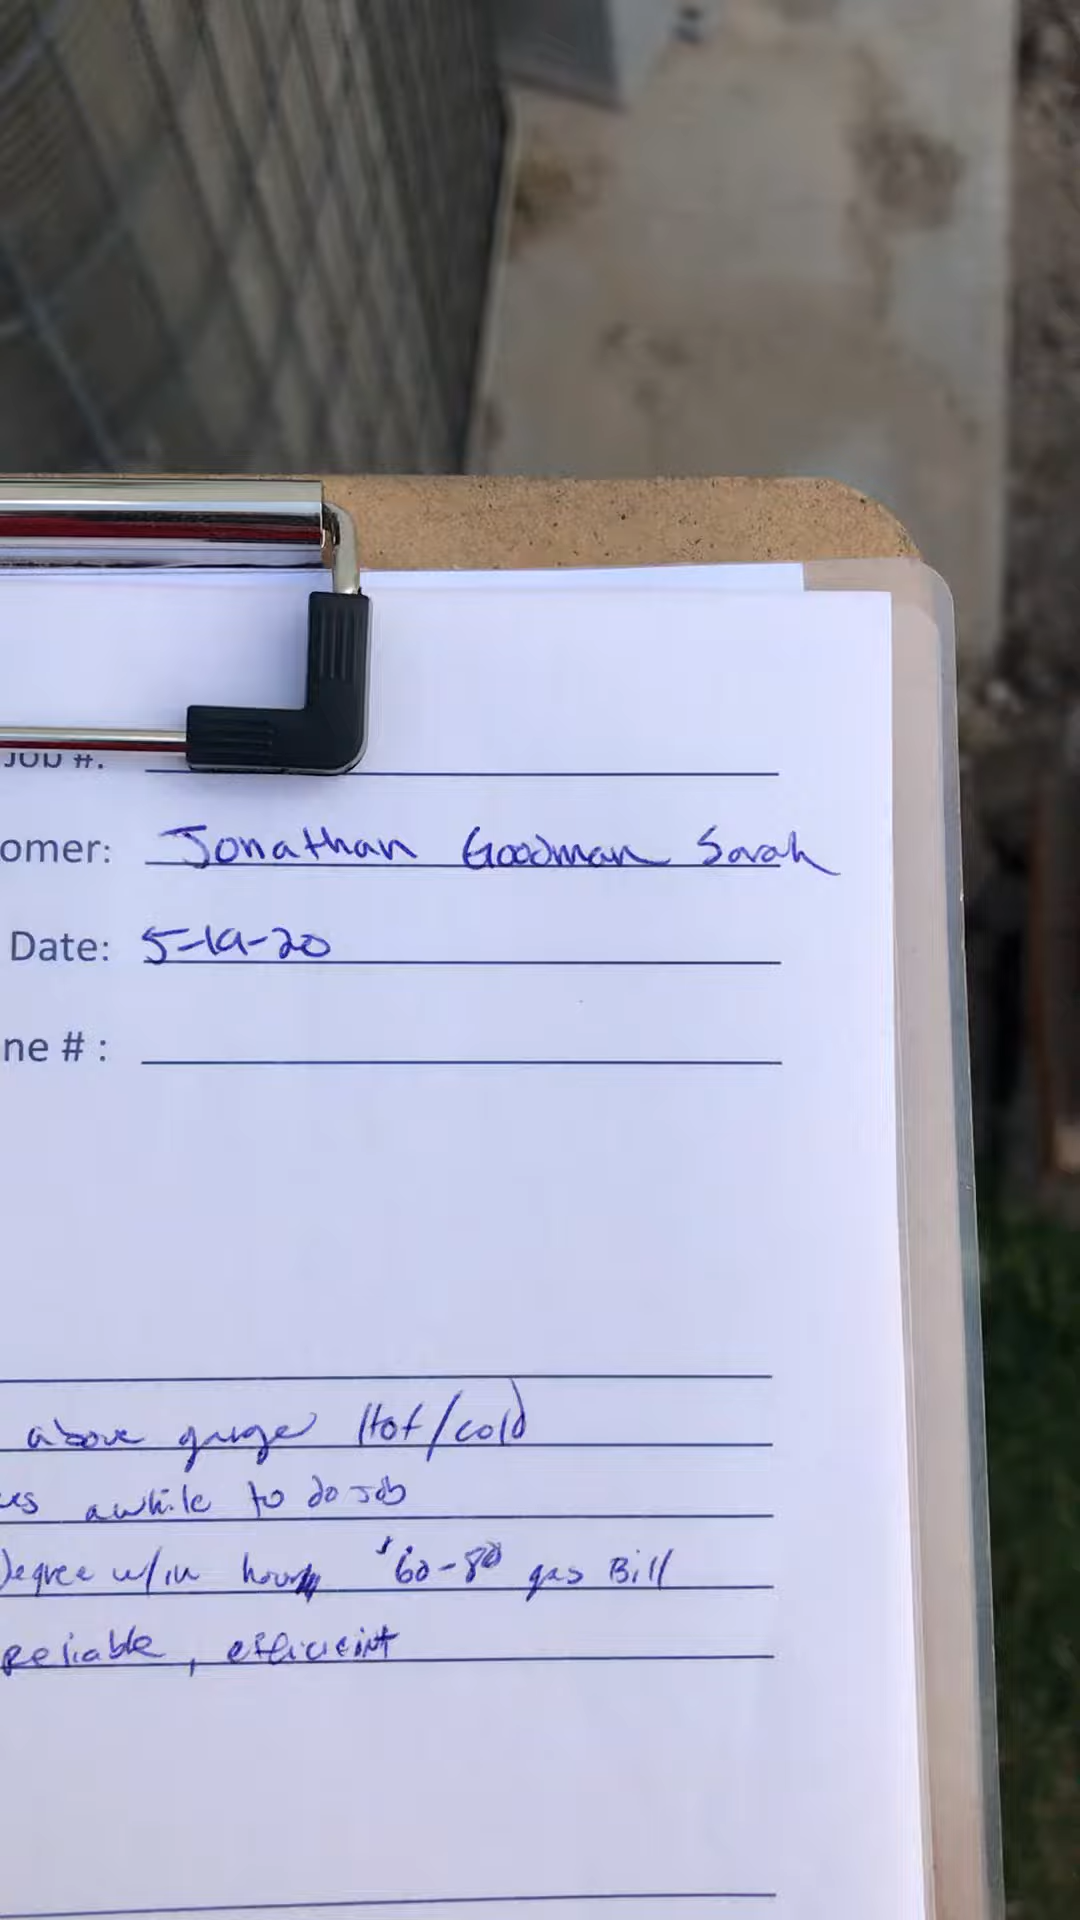 Job #:
omer: Jonathan Goodman Sarah
Date: 5-19-20
ne # :
above garage Hot/cold
es awhile to do job
Degree w/in hour $60-80 gas Bill
reliable, efficient